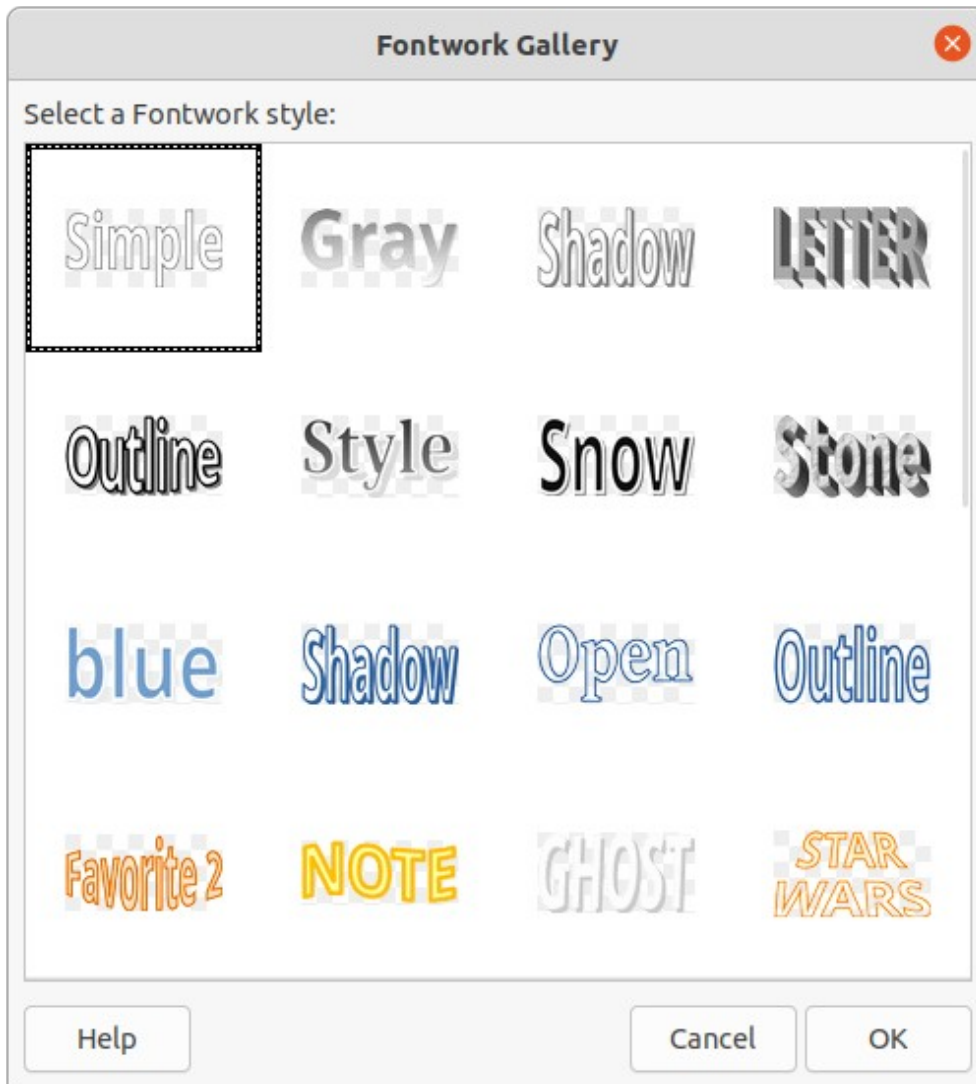 Fontwork Gallery
Select a Fontwork style:
Simple Gray Shadow LETTER
Outline Style Snow Stone
blue Shadow Open Outline
Favorite 2 NOTE GHOST STAR
WARS
Help Cancel OK